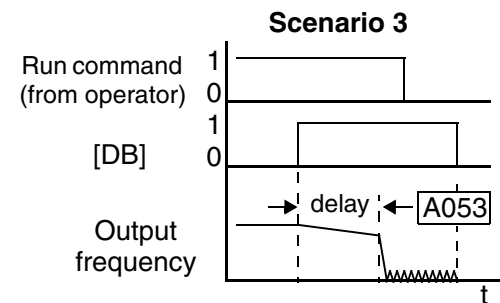 Scenario 3
Run command
(from operator)
1
0
[DB]
1
0
Output
frequency
delay
A053
t